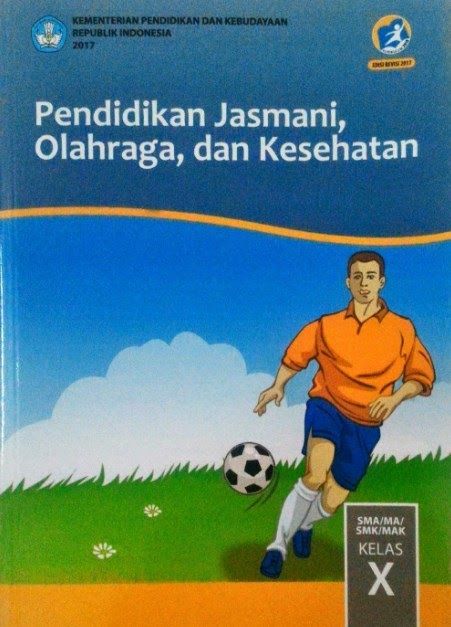 KEMENTERIAN PENDIDIKAN DAN KEBUDAYAAN
REPUBLIK INDONESIA
2017
EDISI REVISI 2017
Pendidikan Jasmani,
Olahraga, dan Kesehatan
SMA/MA/
SMK/MAK
KELAS
X